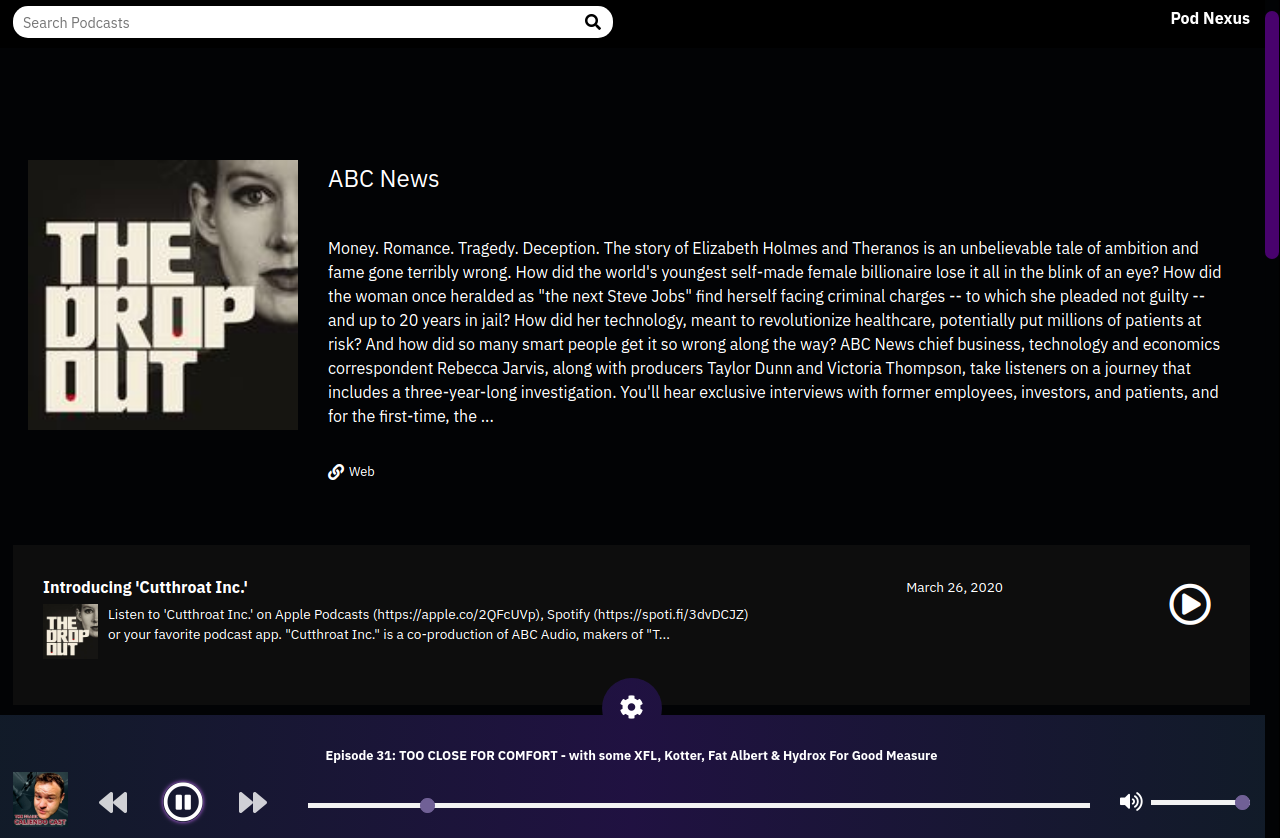 Search Podcasts
Pod Nexus
THE
DROP
OUT
ABC News
Money. Romance. Tragedy. Deception. The story of Elizabeth Holmes and Theranos is an unbelievable tale of ambition and
fame gone terribly wrong. How did the world's youngest self-made female billionaire lose it all in the blink of an eye? How did
the woman once heralded as "the next Steve Jobs" find herself facing criminal charges -- to which she pleaded not guilty --
and up to 20 years in jail? How did her technology, meant to revolutionize healthcare, potentially put millions of patients at
risk? And how did so many smart people get it so wrong along the way? ABC News chief business, technology and economics
correspondent Rebecca Jarvis, along with producers Taylor Dunn and Victoria Thompson, take listeners on a journey that
includes a three-year-long investigation. You'll hear exclusive interviews with former employees, investors, and patients, and
for the first-time, the ...
Web
Introducing 'Cutthroat Inc.'
March 26, 2020
THE
DROP
OUT
Listen to 'Cutthroat Inc.' on Apple Podcasts (https://apple.co/2QFcUVp), Spotify (https://spoti.fi/3dvDCJZ)
or your favorite podcast app. "Cutthroat Inc." is a co-production of ABC Audio, makers of "T...
Episode 31: TOO CLOSE FOR COMFORT - with some XFL, Kotter, Fat Albert & Hydrox For Good Measure
CALIENDO CAST